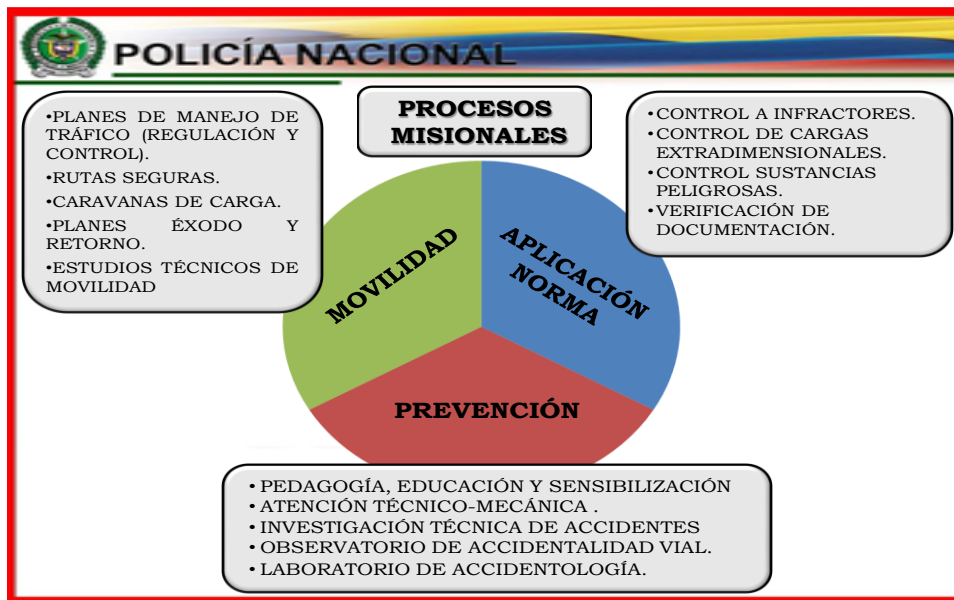 POLICÍA NACIONAL
PROCESOS
MISIONALES
•PLANES DE MANEJO DE
TRÁFICO (REGULACIÓN Y
CONTROL).
•RUTAS SEGURAS.
•CARAVANAS DE CARGA.
•PLANES ÉXODO Y
RETORNO.
•ESTUDIOS TÉCNICOS DE
MOVILIDAD
•CONTROL A INFRACTORES.
•CONTROL DE CARGAS
EXTRADIMENSIONALES.
•CONTROL SUSTANCIAS
PELIGROSAS.
•VERIFICACIÓN DE
DOCUMENTACIÓN.
MOVILIDAD
APLICACIÓN
NORMA
PREVENCIÓN
• PEDAGOGÍA, EDUCACIÓN Y SENSIBILIZACIÓN
• ATENCIÓN TÉCNICO-MECÁNICA .
• INVESTIGACIÓN TÉCNICA DE ACCIDENTES
• OBSERVATORIO DE ACCIDENTALIDAD VIAL.
• LABORATORIO DE ACCIDENTOLOGÍA.